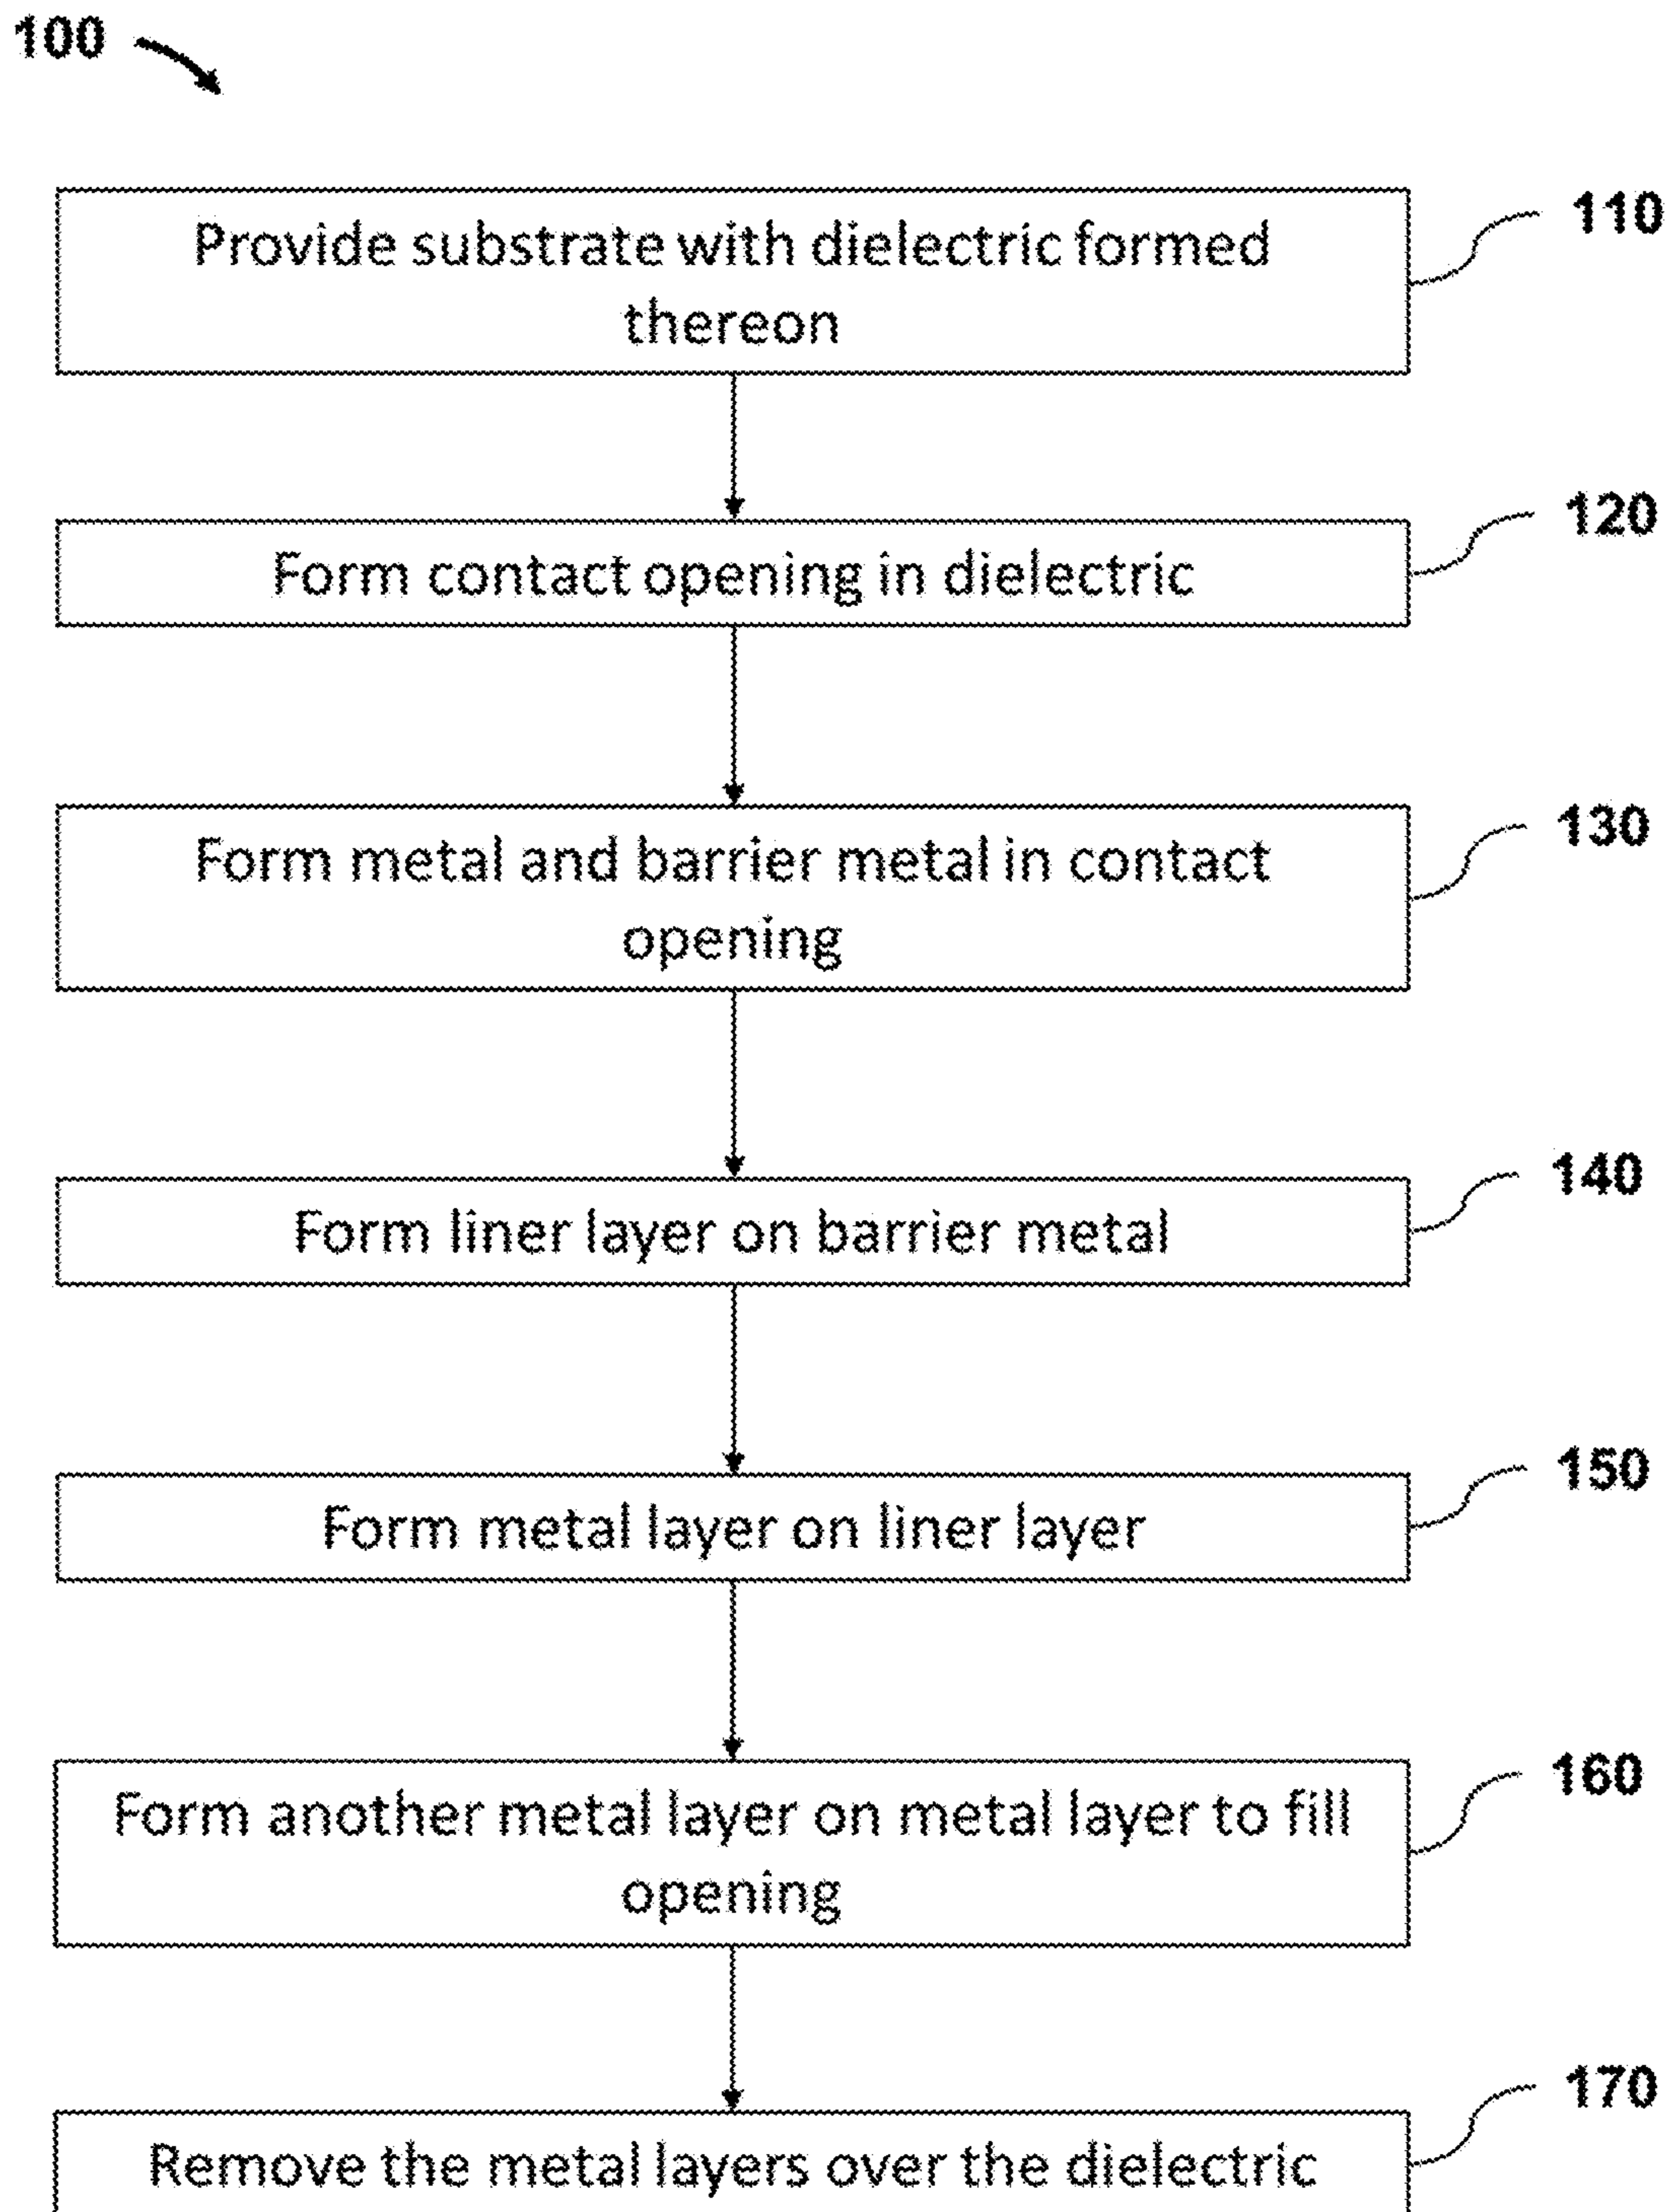 100
Provide substrate with dielectric formed
thereon
110
Form contact opening in dielectric
120
Form metal and barrier metal in contact
opening
130
Form liner layer on barrier metal
140
Form metal layer on liner layer
150
Form another metal layer on metal layer to fill
opening
160
Remove the metal layers over the dielectric
170